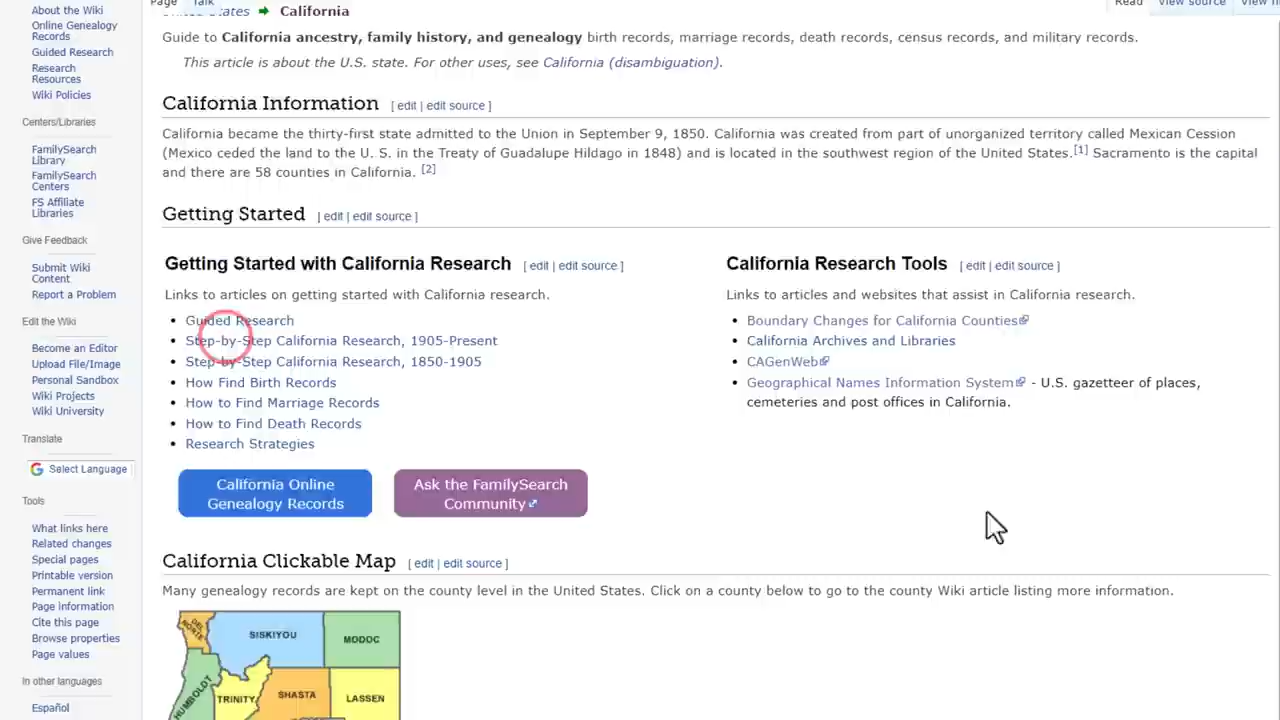 Page
Talk
Read
View source
United States → California
About the Wiki
Online Genealogy
Records
Guided Research
Research
Resources
Wiki Policies
Centers/Libraries
FamilySearch
Library
FamilySearch
Centers
FS Affiliate
Libraries
Give Feedback
Submit Wiki
Content
Report a Problem
Edit the Wiki
Become an Editor
Upload File/Image
Personal Sandbox
Wiki Projects
Wiki University
Translate
Select Language
Tools
What links here
Related changes
Special pages
Printable version
Permanent link
Page information
Cite this page
Browse properties
Page values
In other languages
Español
Guide to California ancestry, family history, and genealogy birth records, marriage records, death records, census records, and military records.
This article is about the U.S. state. For other uses, see California (disambiguation).
California Information [ edit | edit source ]
California became the thirty-first state admitted to the Union in September 9, 1850. California was created from part of unorganized territory called Mexican Cession
(Mexico ceded the land to the U. S. in the Treaty of Guadalupe Hildago in 1848) and is located in the southwest region of the United States.[1] Sacramento is the capital
and there are 58 counties in California. [2]
Getting Started [ edit | edit source ]
Getting Started with California Research [ edit | edit source ]
Links to articles on getting started with California research.
• Guided Research
• Step-by-Step California Research, 1905-Present
• Step-by-Step California Research, 1850-1905
• How Find Birth Records
• How to Find Marriage Records
• How to Find Death Records
• Research Strategies
California Online
Genealogy Records
Ask the FamilySearch
Community
California Research Tools [ edit | edit source ]
Links to articles and websites that assist in California research.
• Boundary Changes for California Counties
• California Archives and Libraries
• CAGenWeb
• Geographical Names Information System - U.S. gazetteer of places,
cemeteries and post offices in California.
California Clickable Map [ edit | edit source ]
Many genealogy records are kept on the county level in the United States. Click on a county below to go to the county Wiki article listing more information.
DEL
NORTE
SISKIYOU
MODOC
HUMBOLDT
TRINITY
SHASTA
LASSEN